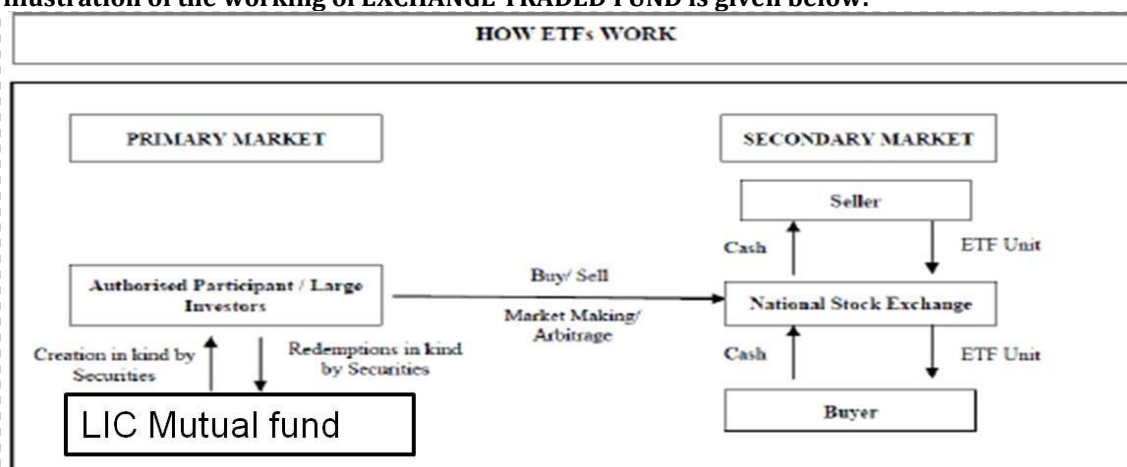 illustration of the working of EXCHANGE TRADED FUND is given below:
HOW ETFs WORK
PRIMARY MARKET
SECONDARY MARKET
Seller
Cash
ETF Unit
Authorised Participant / Large
Investors
Buy/ Sell
Market Making/
Arbitrage
National Stock Exchange
Creation in kind by
Securities
Redemptions in kind
by Securities
Cash
ETF Unit
LIC Mutual fund
Buyer